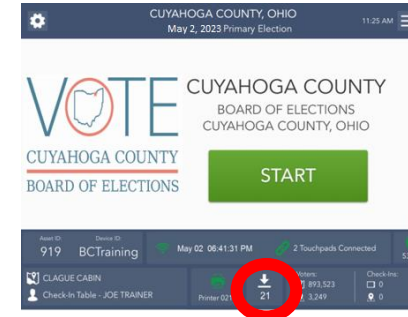 CUYAHOGA COUNTY, OHIO
May 2, 2023 Primary Election
11:25 AM
VOTE
CUYAHOGA COUNTY
BOARD OF ELECTIONS
CUYAHOGA COUNTY
BOARD OF ELECTIONS
CUYAHOGA COUNTY, OHIO
START
Asset ID:
919
Device ID:
BCTraining
May 02 06:41:31 PM
2 Touchpads Connected
CLAGUE CABIN
Check-In Table - JOE TRAINER
Printer 021
21
Voters:
893,523
3,249
Check-Ins:
0
0